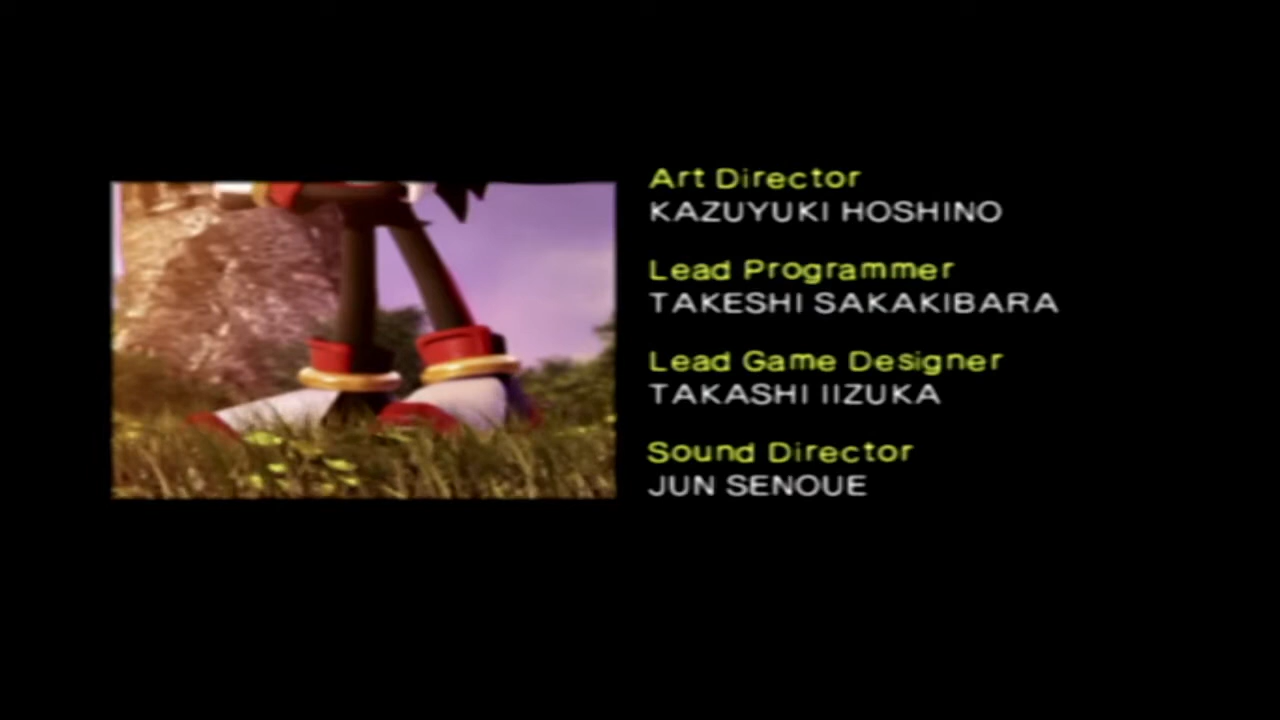 Art Director
KAZUYUKI HOSHINO
Lead Programmer
TAKESHI SAKAKIBARA
Lead Game Designer
TAKASHI IIZUKA
Sound Director
JUN SENOUE